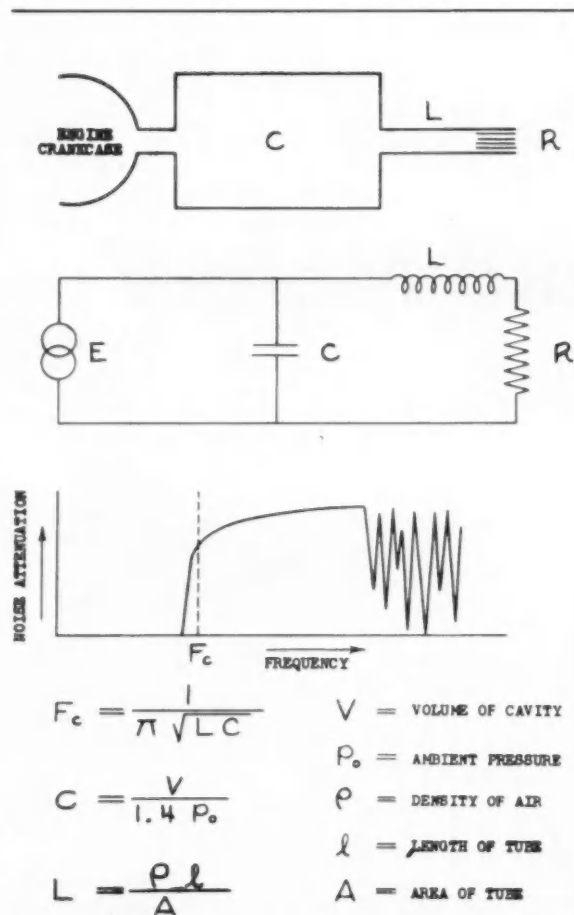 ENGINE
CRANKCASE
C
L
R
L
E
C
R
NOISE ATTENUATION
Fc
FREQUENCY
Fc = 1 / π √LC
V = VOLUME OF CAVITY
P₀ = AMBIENT PRESSURE
C = V / 1.4 P₀
ρ = DENSITY OF AIR
l = LENGTH OF TUBE
L = ρ l / A
A = AREA OF TUBE